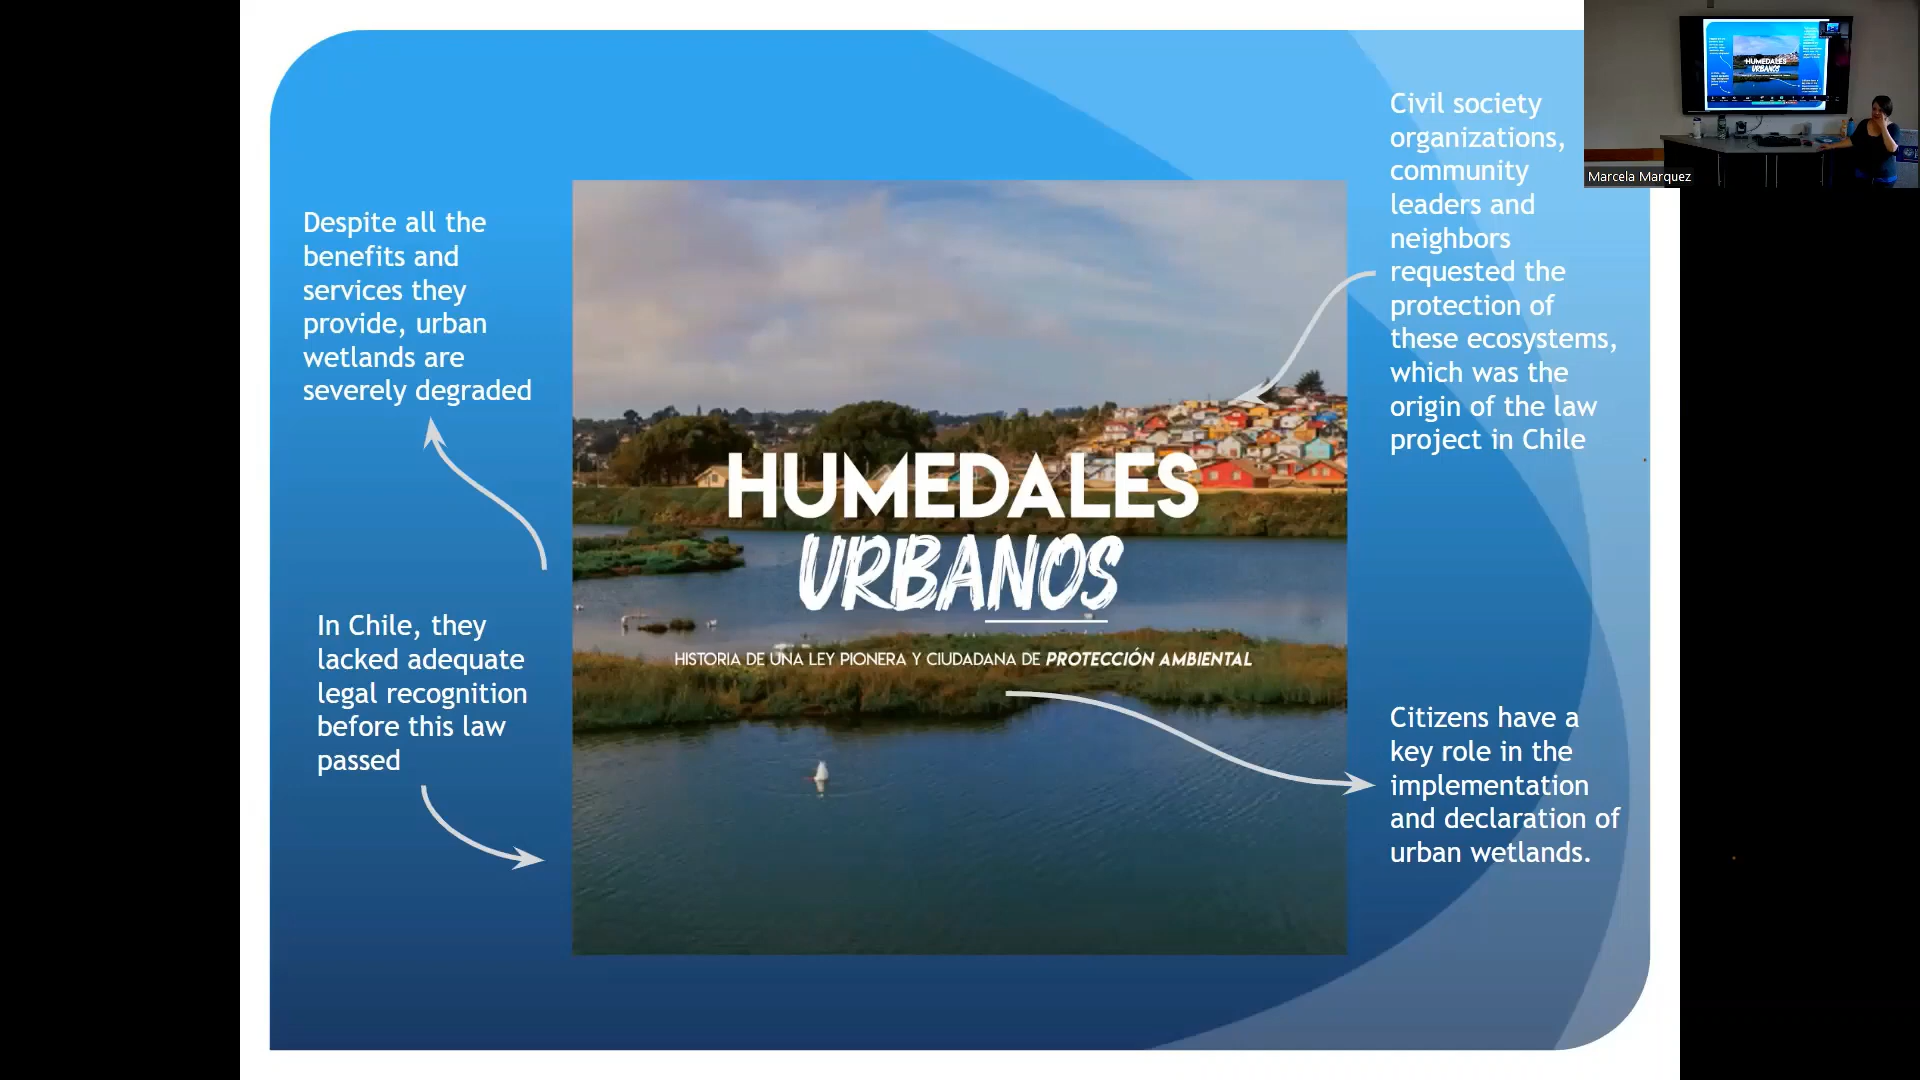 Despite all the
benefits and
services they
provide, urban
wetlands are
severely degraded
In Chile, they
lacked adequate
legal recognition
before this law
passed
HUMEDALES
URBANOS
HISTORIA DE UNA LEY PIONERA Y CIUDADANA DE PROTECCIÓN AMBIENTAL
Civil society
organizations,
community
leaders and
neighbors
requested the
protection of
these ecosystems,
which was the
origin of the law
project in Chile
Citizens have a
key role in the
implementation
and declaration of
urban wetlands.
HUMEDALES
URBANOS
Marcela Marquez